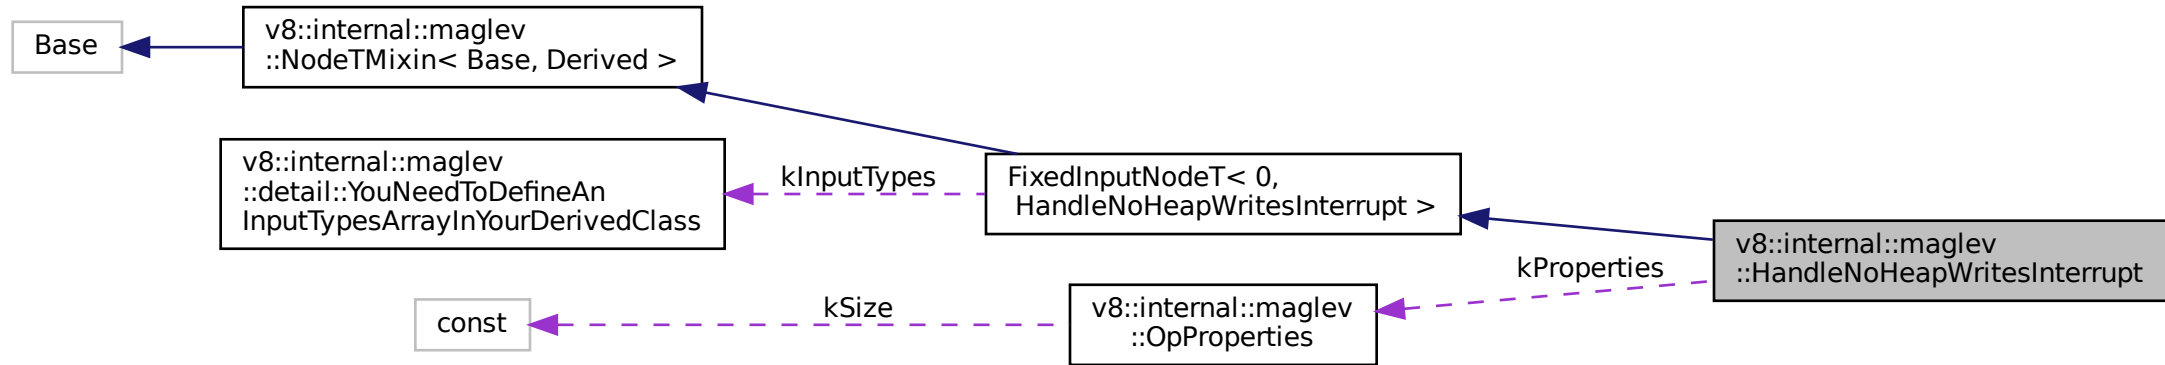 Base
v8::internal::maglev
::NodeTMixin< Base, Derived >
v8::internal::maglev
::detail::YouNeedToDefineAn
InputTypesArrayInYourDerivedClass
kInputTypes
FixedInputNodeT< 0,
HandleNoHeapWritesInterrupt >
v8::internal::maglev
::HandleNoHeapWritesInterrupt
kProperties
const
kSize
v8::internal::maglev
::OpProperties